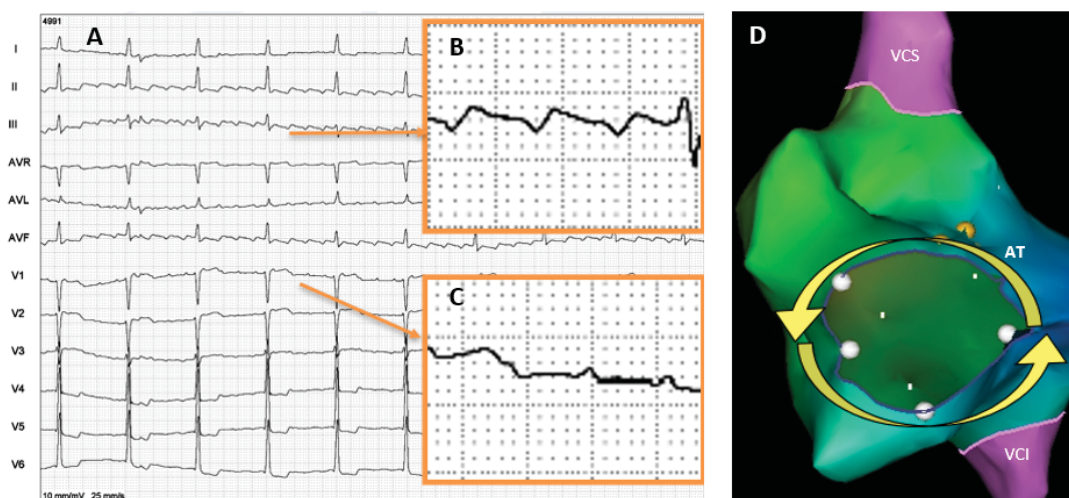 4991
A
I
II
III
AVR
AVL
AVF
V1
V2
V3
V4
V5
V6
10 mm/mV 25 mm/s
B
C
D
VCS
AT
VCI